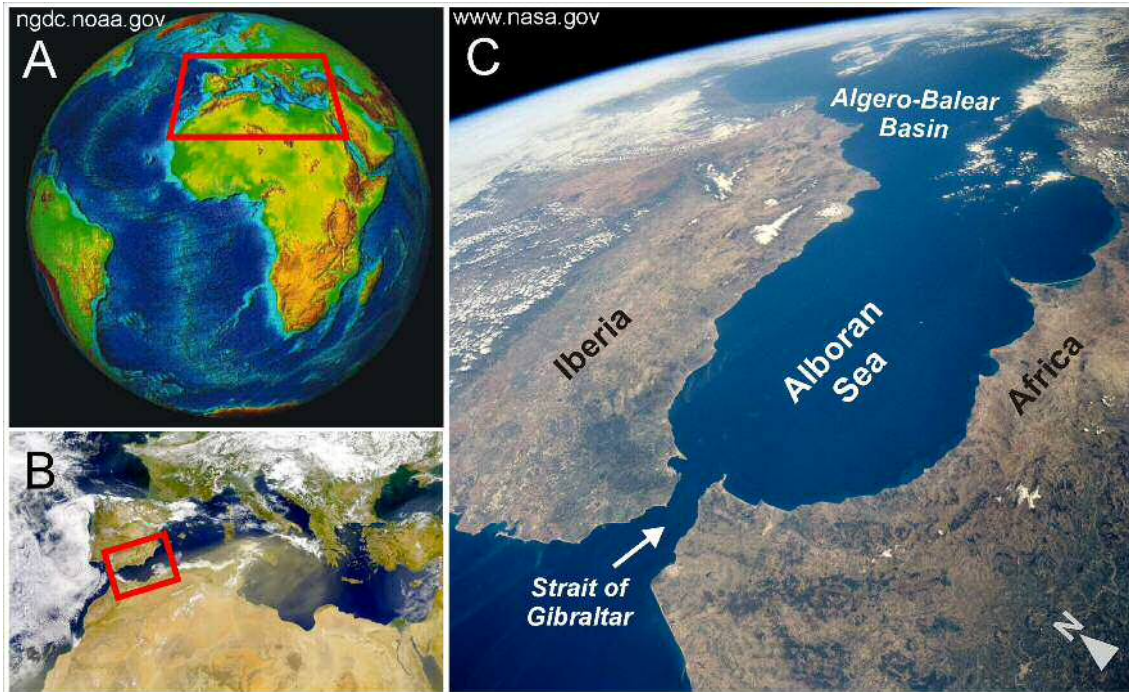 ngdc.noaa.gov
A
B
www.nasa.gov
C
Algero-Balear
Basin
Iberia
Alboran
Sea
Africa
Strait of
Gibraltar
N